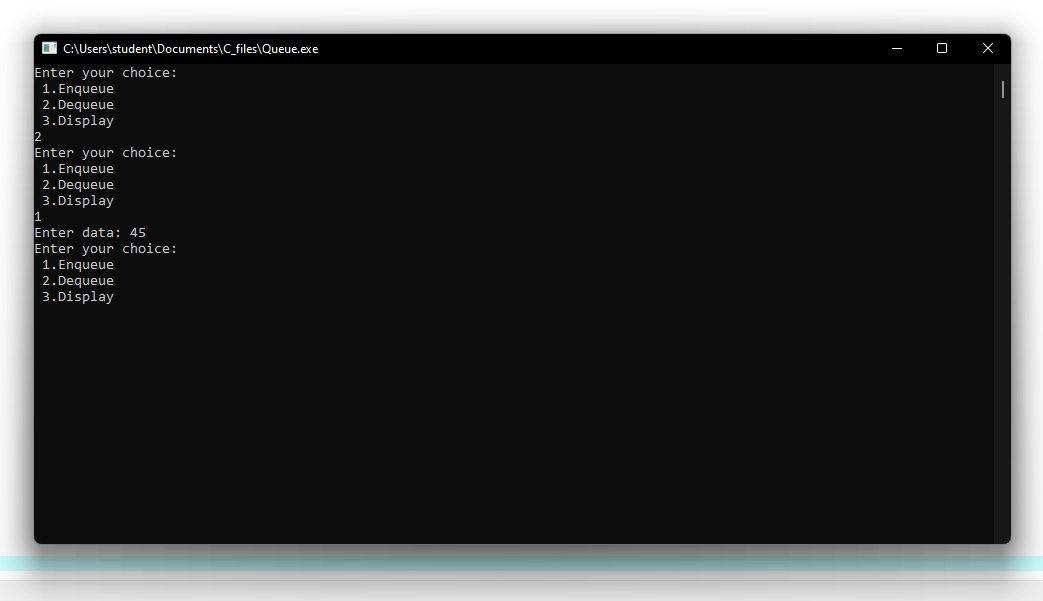 C:\Users\student\Documents\C_files\Queue.exe
Enter your choice:
 1.Enqueue
 2.Dequeue
 3.Display
2
Enter your choice:
 1.Enqueue
 2.Dequeue
 3.Display
1
Enter data: 45
Enter your choice:
 1.Enqueue
 2.Dequeue
 3.Display